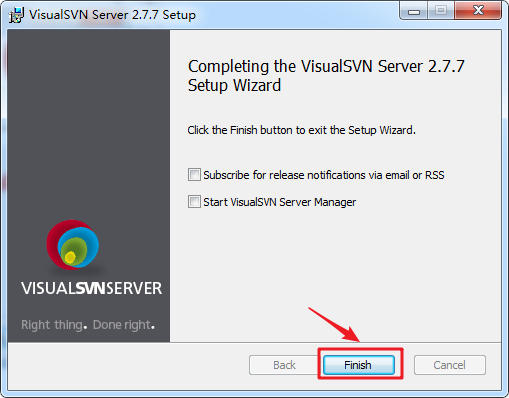 VisualSVN Server 2.7.7 Setup
Completing the VisualSVN Server 2.7.7
Setup Wizard
Click the Finish button to exit the Setup Wizard.
Subscribe for release notifications via email or RSS
Start VisualSVN Server Manager
VISUALSVNSERVER
Right thing. Done right.
Back
Finish
Cancel